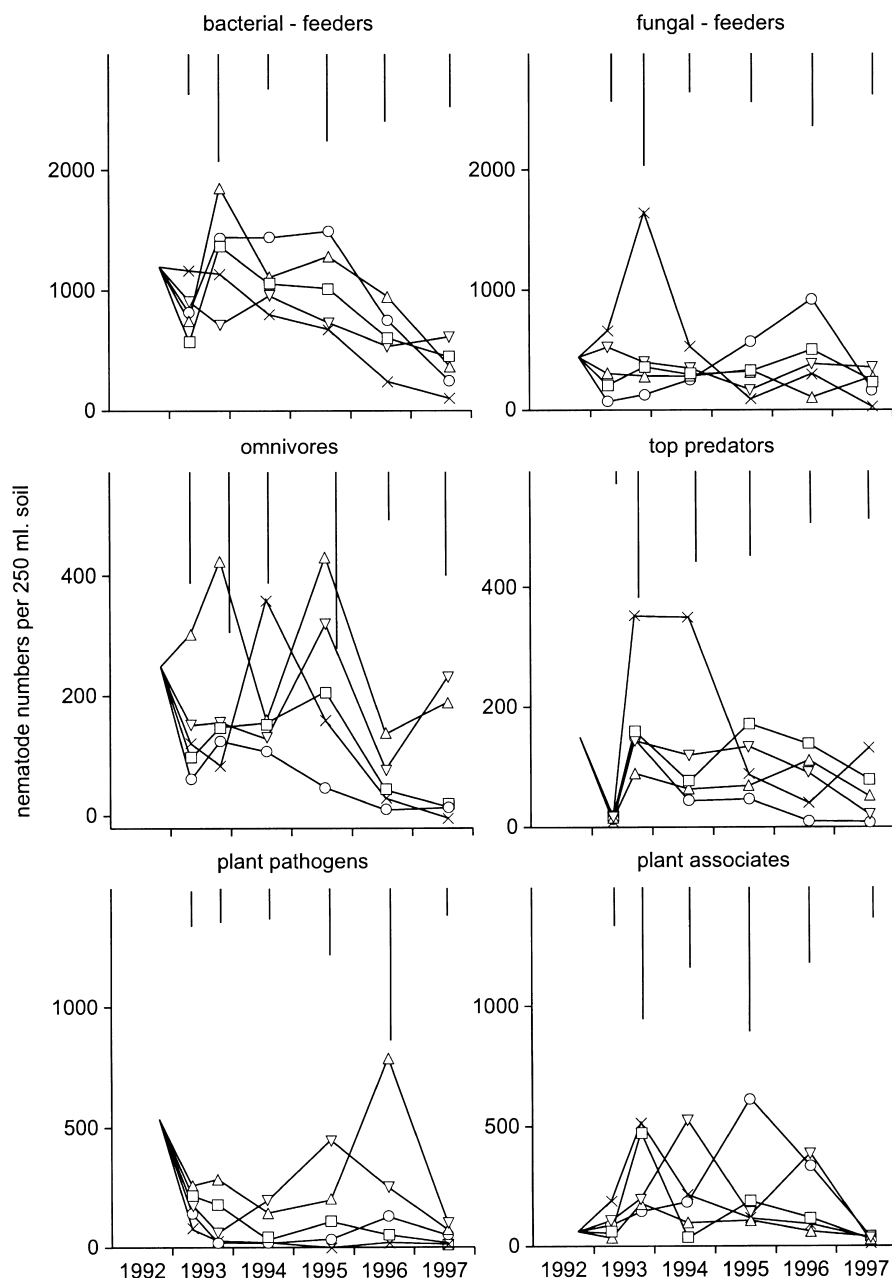 bacterial - feeders
fungal - feeders
2000
1000
0
2000
1000
0
omnivores
top predators
nematode numbers per 250 ml. soil
400
200
0
400
200
0
plant pathogens
plant associates
1000
500
0
1000
500
0
1992 1993 1994 1995 1996 1997
1992 1993 1994 1995 1996 1997